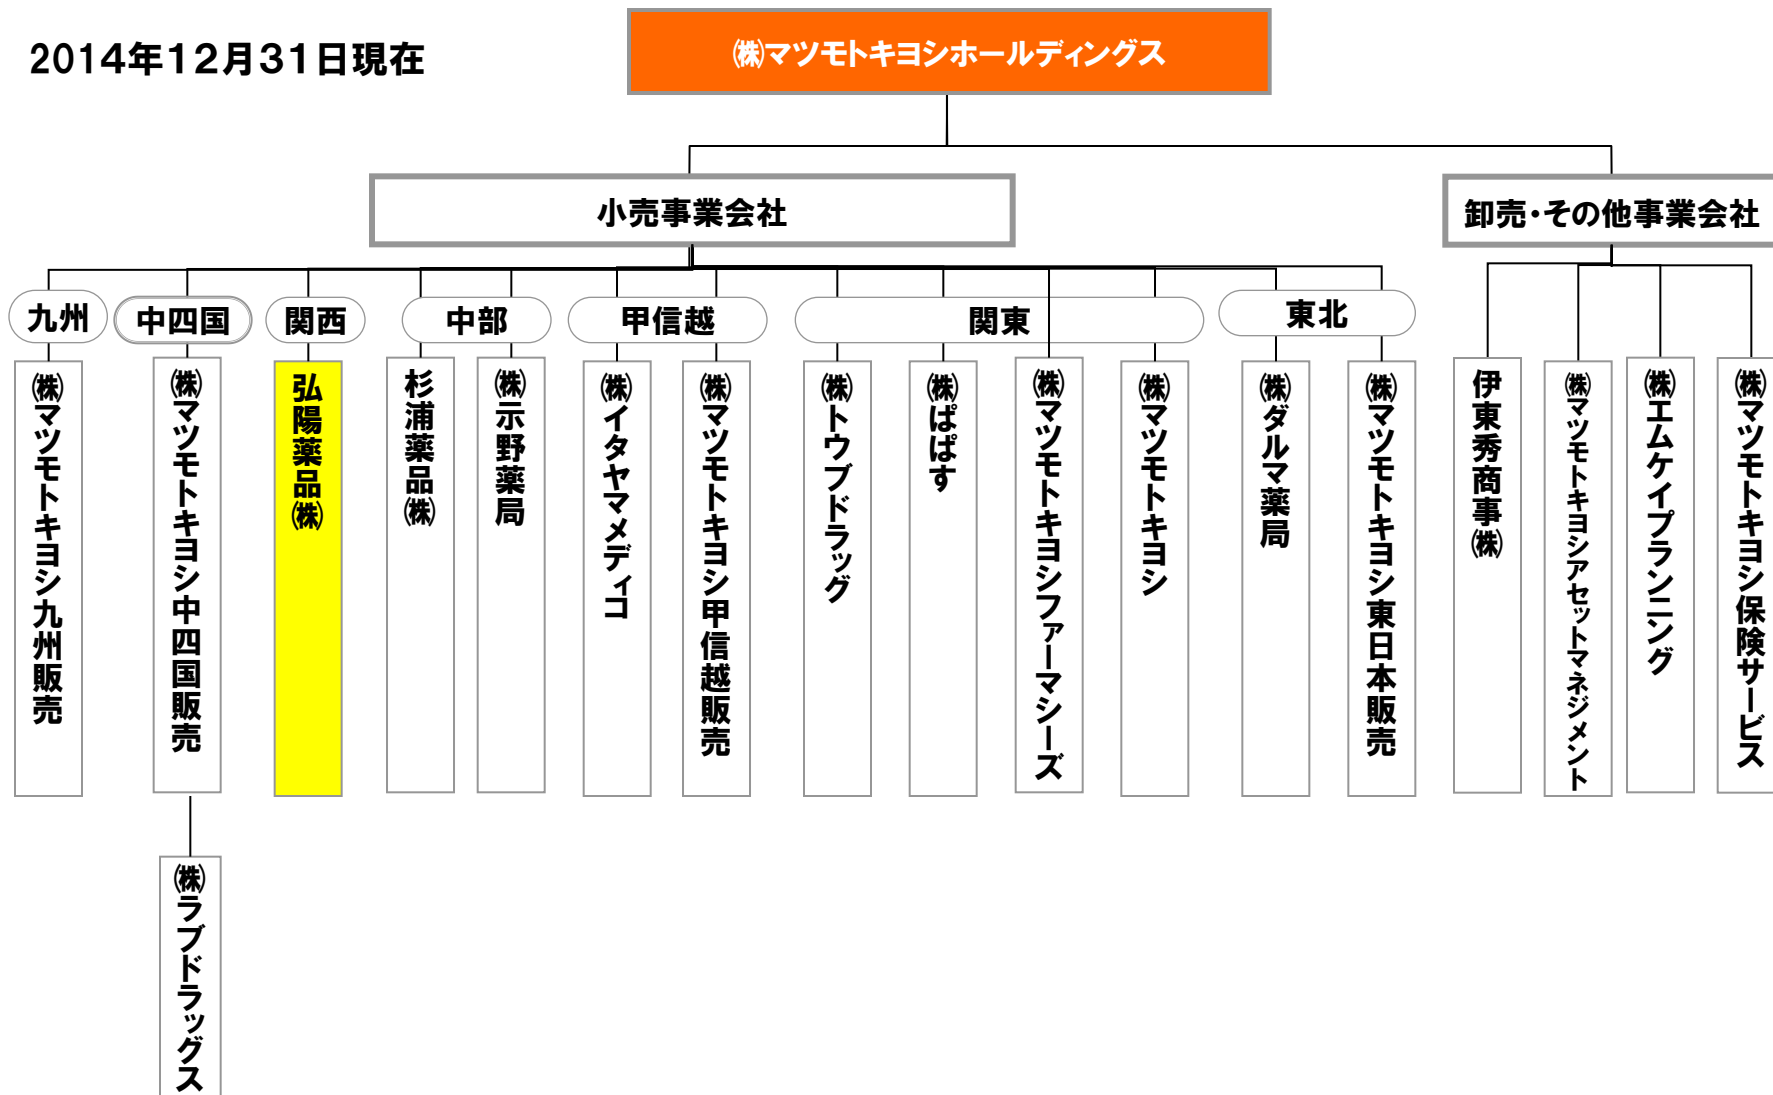 2014年12月31日現在
㈱マツモトキヨシホールディングス
小売事業会社
卸売・その他事業会社
九州
中四国
関西
中部
甲信越
関東
東北
㈱マツモトキヨシ九州販売
㈱マツモトキヨシ中四国販売
弘陽薬品㈱
杉浦薬品㈱
㈱示野薬局
㈱イタヤマメディコ
㈱マツモトキヨシ甲信越販売
㈱トウブドラッグ
㈱ぱぱす
㈱マツモトキヨシファーマシーズ
㈱マツモトキヨシ
㈱ダルマ薬局
㈱マツモトキヨシ東日本販売
伊東秀商事㈱
㈱マツモトキヨシアセットマネジメント
㈱エムケイプランニング
㈱マツモトキヨシ保険サービス
㈱ラブドラッグス